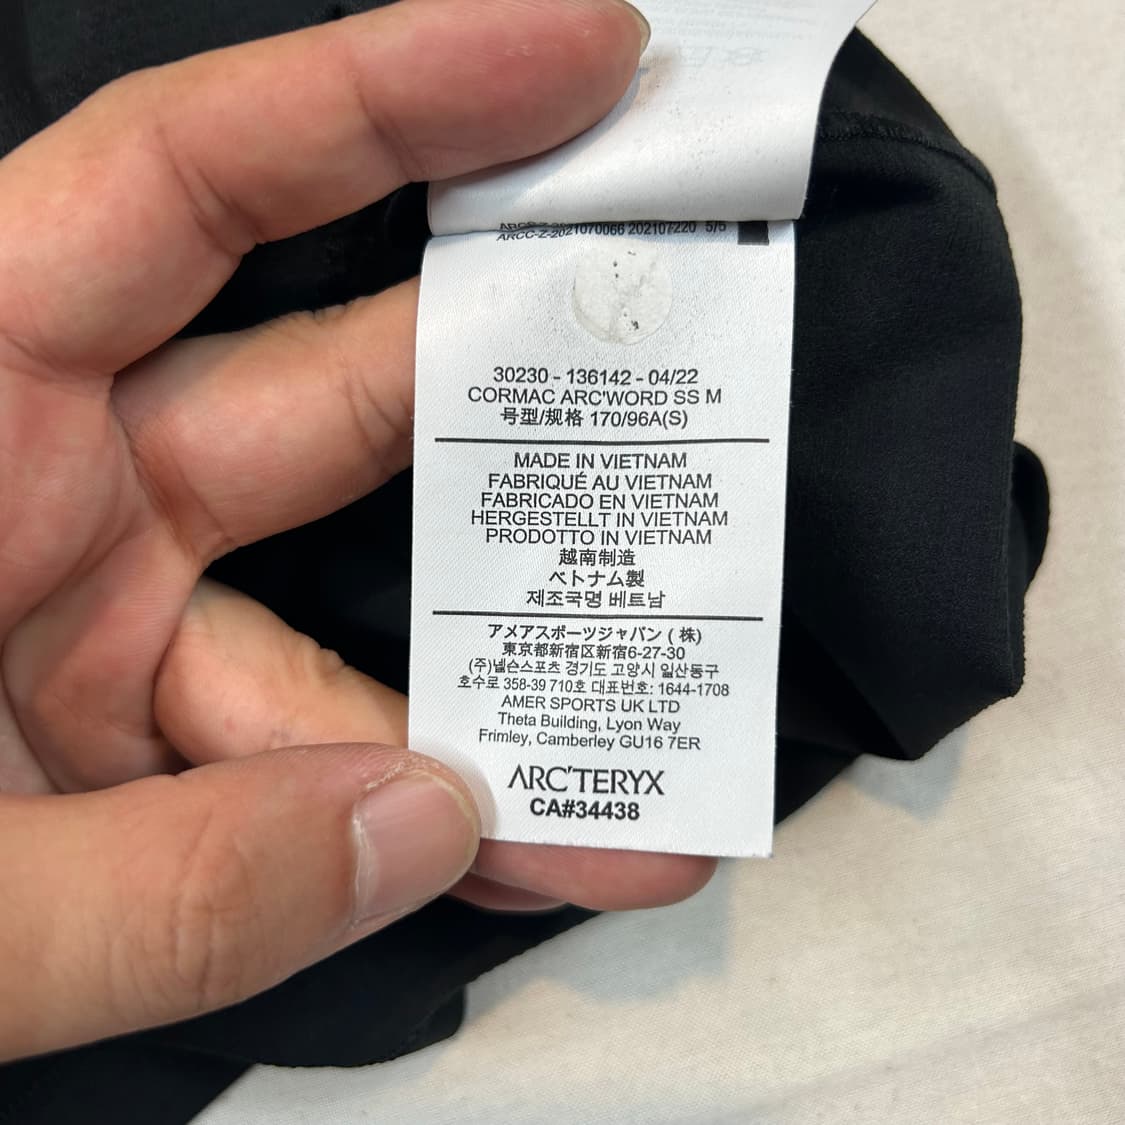 ARCC-Z-2021070066 202107220 5/5
30230 - 136142 - 04/22
CORMAC ARC'WORD SS M
号型/规格 170/96A(S)
MADE IN VIETNAM
FABRIQUÉ AU VIETNAM
FABRICADO EN VIETNAM
HERGESTELLT IN VIETNAM
PRODOTTO IN VIETNAM
越南制造
ベトナム製
제조국명 베트남
アメアスポーツジャパン ( 株)
東京都新宿区新宿6-27-30
(주)넬슨스포츠 경기도 고양시 일산동구
호수로 358-39 710호 대표번호: 1644-1708
AMER SPORTS UK LTD
Theta Building, Lyon Way
Frimley, Camberley GU16 7ER
ARC'TERYX
CA#34438